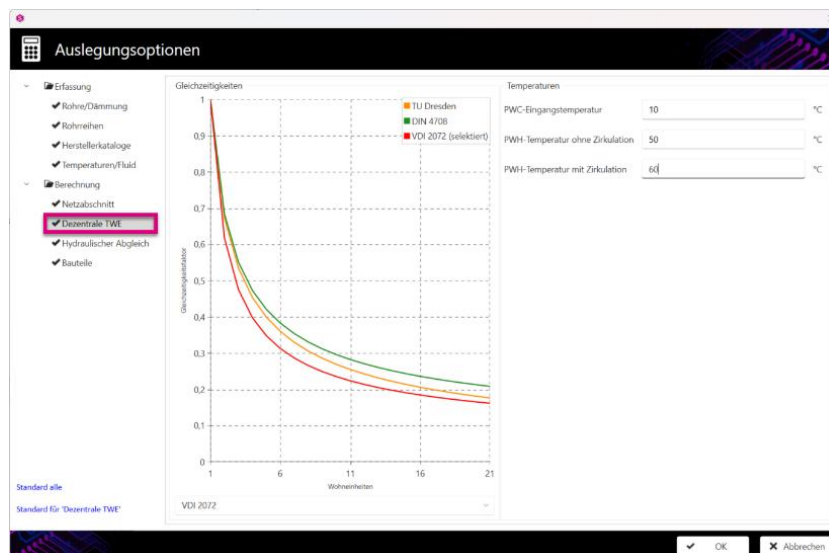 Auslegungsoptionen
Erfassung
Rohre/Dämmung
Rohrreihen
Herstellerkataloge
Temperaturen/Fluid
Berechnung
Netzabschnitt
Dezentrale TWE
Hydraulischer Abgleich
Bauteile
Standard alle
Standard für 'Dezentrale TWE'
Gleichzeitigkeiten
TU Dresden
DIN 4708
VDI 2072 (selektiert)
Gleichzeitigkeitsfaktor
1
0,9
0,8
0,7
0,6
0,5
0,4
0,3
0,2
0,1
0
1 6 11 16 21
Wohneinheiten
VDI 2072
Temperaturen
PWC-Eingangstemperatur 10 °C
PWH-Temperatur ohne Zirkulation 50 °C
PWH-Temperatur mit Zirkulation 60 °C
OK Abbrechen